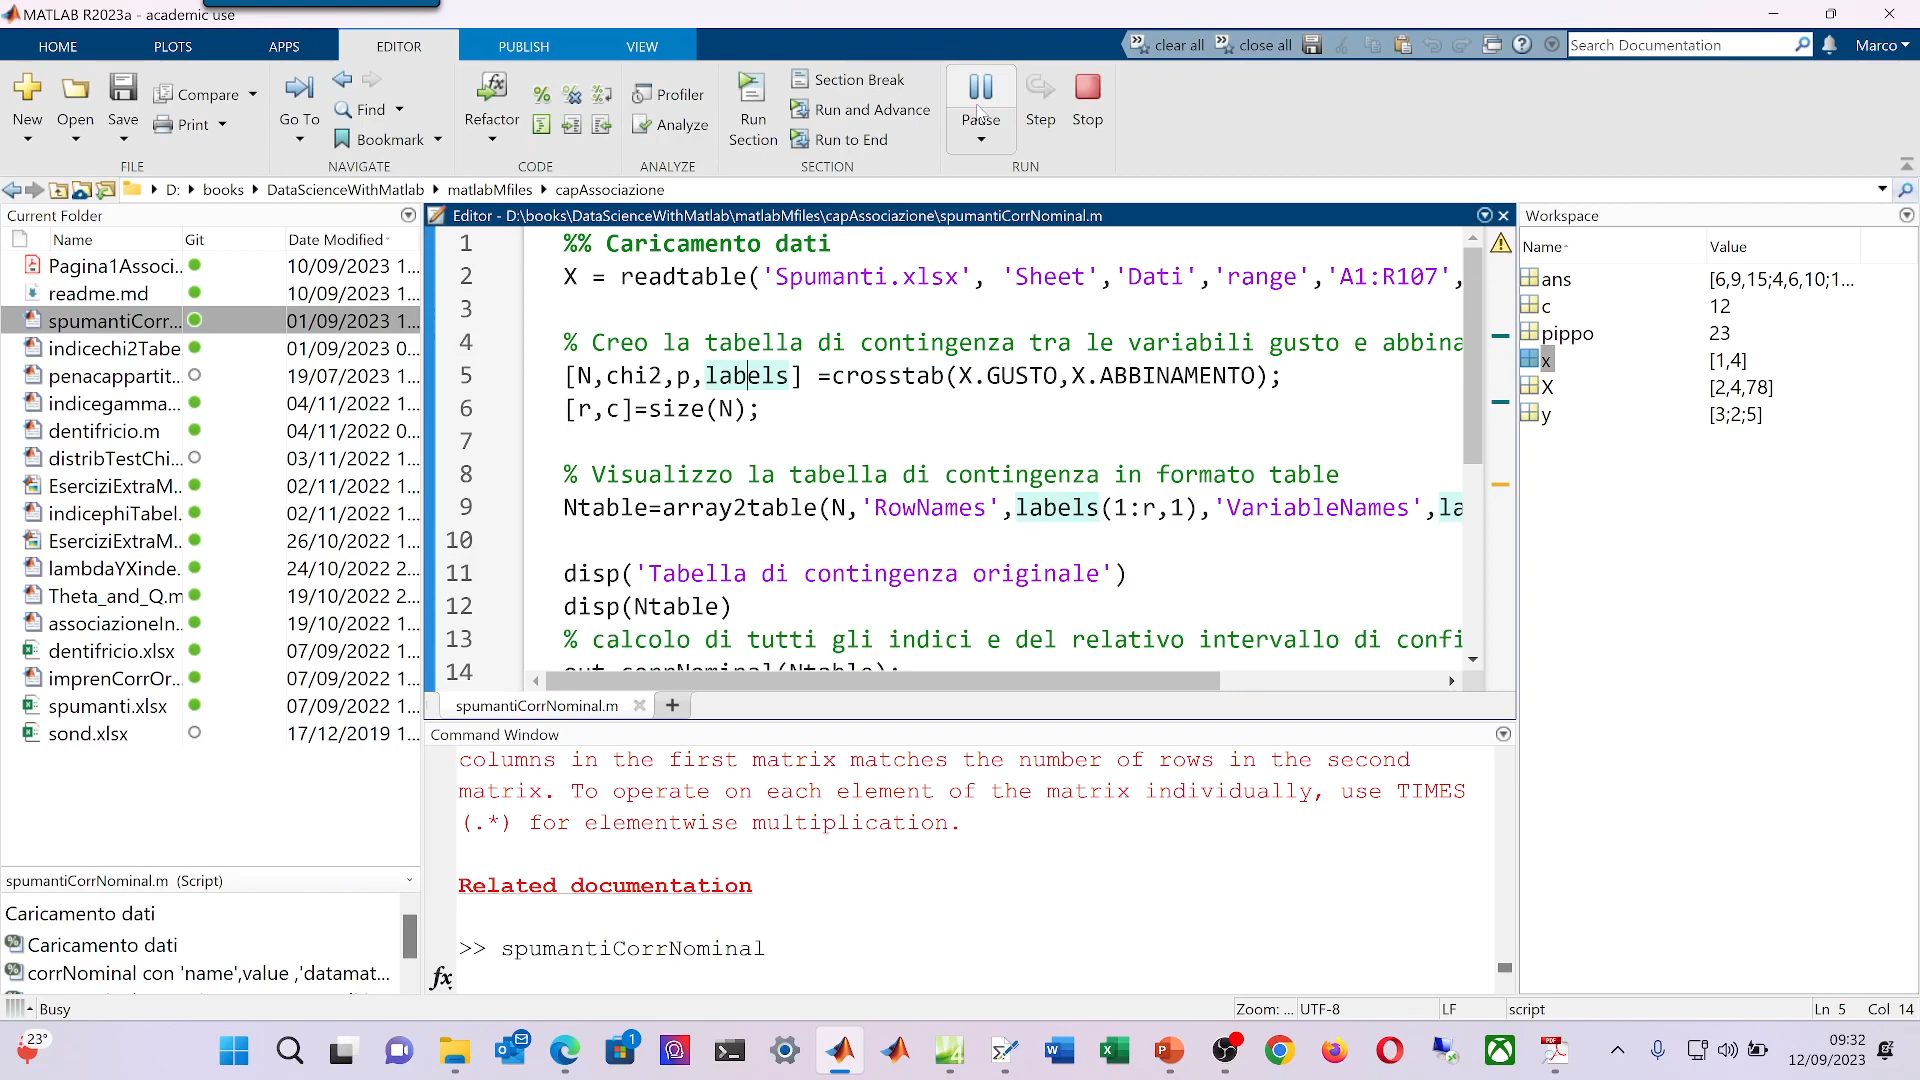 MATLAB R2023a - academic use
HOME PLOTS APPS EDITOR PUBLISH VIEW
clear all close all Search Documentation Marco
New Open Save Compare Print
FILE
Go To Find Bookmark
NAVIGATE
Refactor
CODE
Profiler
Analyze
ANALYZE
Run Section Section Break
Run and Advance
Run to End
SECTION
Pause Step Stop
RUN
D: books DataScienceWithMatlab matlabMfiles capAssociazione
Current Folder
Name Git Date Modified
Pagina1Associ... 10/09/2023 1...
readme.md 10/09/2023 1...
spumantiCorr... 01/09/2023 1...
indicechi2Tabe 01/09/2023 0...
penacappartit... 19/07/2023 1...
indicegamma... 04/11/2022 1...
dentifricio.m 04/11/2022 0...
distribTestChi... 03/11/2022 1...
EserciziExtraM... 02/11/2022 1...
indicephiTabel... 02/11/2022 1...
EserciziExtraM... 26/10/2022 1...
lambdaYXinde... 24/10/2022 2...
Theta_and_Q.m 19/10/2022 2...
associazioneIn... 19/10/2022 1...
dentifricio.xlsx 07/09/2022 1...
imprenCorrOr... 07/09/2022 1...
spumanti.xlsx 07/09/2022 1...
sond.xlsx 17/12/2019 1...
spumantiCorrNominal.m (Script)
Caricamento dati
Caricamento dati
corrNominal con 'name',value ,'datamat...
Editor - D:\books\DataScienceWithMatlab\matlabMfiles\capAssociazione\spumantiCorrNominal.m
1 %% Caricamento dati
2 X = readtable('Spumanti.xlsx', 'Sheet','Dati','range','A1:R107',
3
4 % Creo la tabella di contingenza tra le variabili gusto e abbina
5 [N,chi2,p,labels] =crosstab(X.GUSTO,X.ABBINAMENTO);
6 [r,c]=size(N);
7
8 % Visualizzo la tabella di contingenza in formato table
9 Ntable=array2table(N,'RowNames',labels(1:r,1),'VariableNames',la
10
11 disp('Tabella di contingenza originale')
12 disp(Ntable)
13 % calcolo di tutti gli indici e del relativo intervallo di confi
14 out=corrNominal(Ntable);
spumantiCorrNominal.m
Command Window
columns in the first matrix matches the number of rows in the second
matrix. To operate on each element of the matrix individually, use TIMES
(.*) for elementwise multiplication.
Related documentation
>> spumantiCorrNominal
fx
Workspace
Name Value
ans [6,9,15;4,6,10;1...
c 12
pippo 23
x [1,4]
X [2,4,78]
y [3;2;5]
Busy Zoom: ... UTF-8 LF script Ln 5 Col 14
23° 1 09:32
12/09/2023